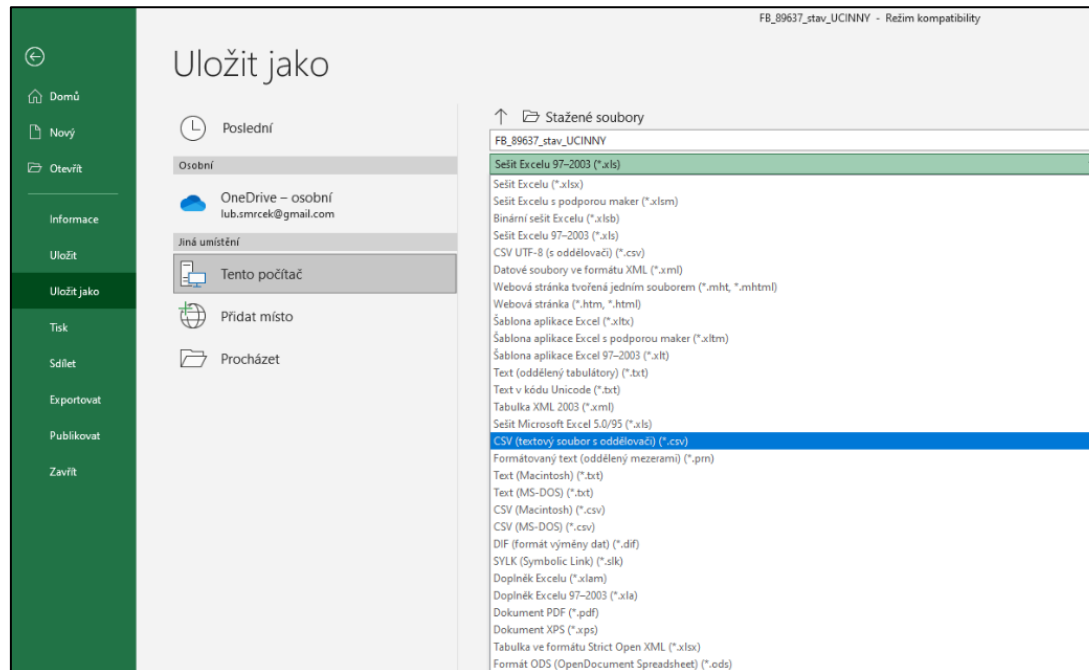 FB_89637_stav_UCINNY - Režim kompatibility
Domů
Nový
Otevřít
Informace
Uložit
Uložit jako
Tisk
Sdílet
Exportovat
Publikovat
Zavřít
Uložit jako
Poslední
Osobní
OneDrive – osobní
lub.smrcek@gmail.com
Jiná umístění
Tento počítač
Přidat místo
Procházet
Stažené soubory
FB_89637_stav_UCINNY
Sešit Excelu 97–2003 (*.xls)
Sešit Excelu (*.xlsx)
Sešit Excelu s podporou maker (*.xlsm)
Binární sešit Excelu (*.xlsb)
Sešit Excelu 97–2003 (*.xls)
CSV UTF-8 (s oddělovači) (*.csv)
Datové soubory ve formátu XML (*.xml)
Webová stránka tvořená jedním souborem (*.mht, *.mhtml)
Webová stránka (*.htm, *.html)
Šablona aplikace Excel (*.xltx)
Šablona aplikace Excel s podporou maker (*.xltm)
Šablona aplikace Excel 97–2003 (*.xlt)
Text (oddělený tabulátory) (*.txt)
Text v kódu Unicode (*.txt)
Tabulka XML 2003 (*.xml)
Sešit Microsoft Excel 5.0/95 (*.xls)
CSV (textový soubor s oddělovači) (*.csv)
Formátovaný text (oddělený mezerami) (*.prn)
Text (Macintosh) (*.txt)
Text (MS-DOS) (*.txt)
CSV (Macintosh) (*.csv)
CSV (MS-DOS) (*.csv)
DIF (formát výměny dat) (*.dif)
SYLK (Symbolic Link) (*.slk)
Doplněk Excelu (*.xlam)
Doplněk Excelu 97–2003 (*.xla)
Dokument PDF (*.pdf)
Dokument XPS (*.xps)
Tabulka ve formátu Strict Open XML (*.xlsx)
Formát ODS (OpenDocument Spreadsheet) (*.ods)